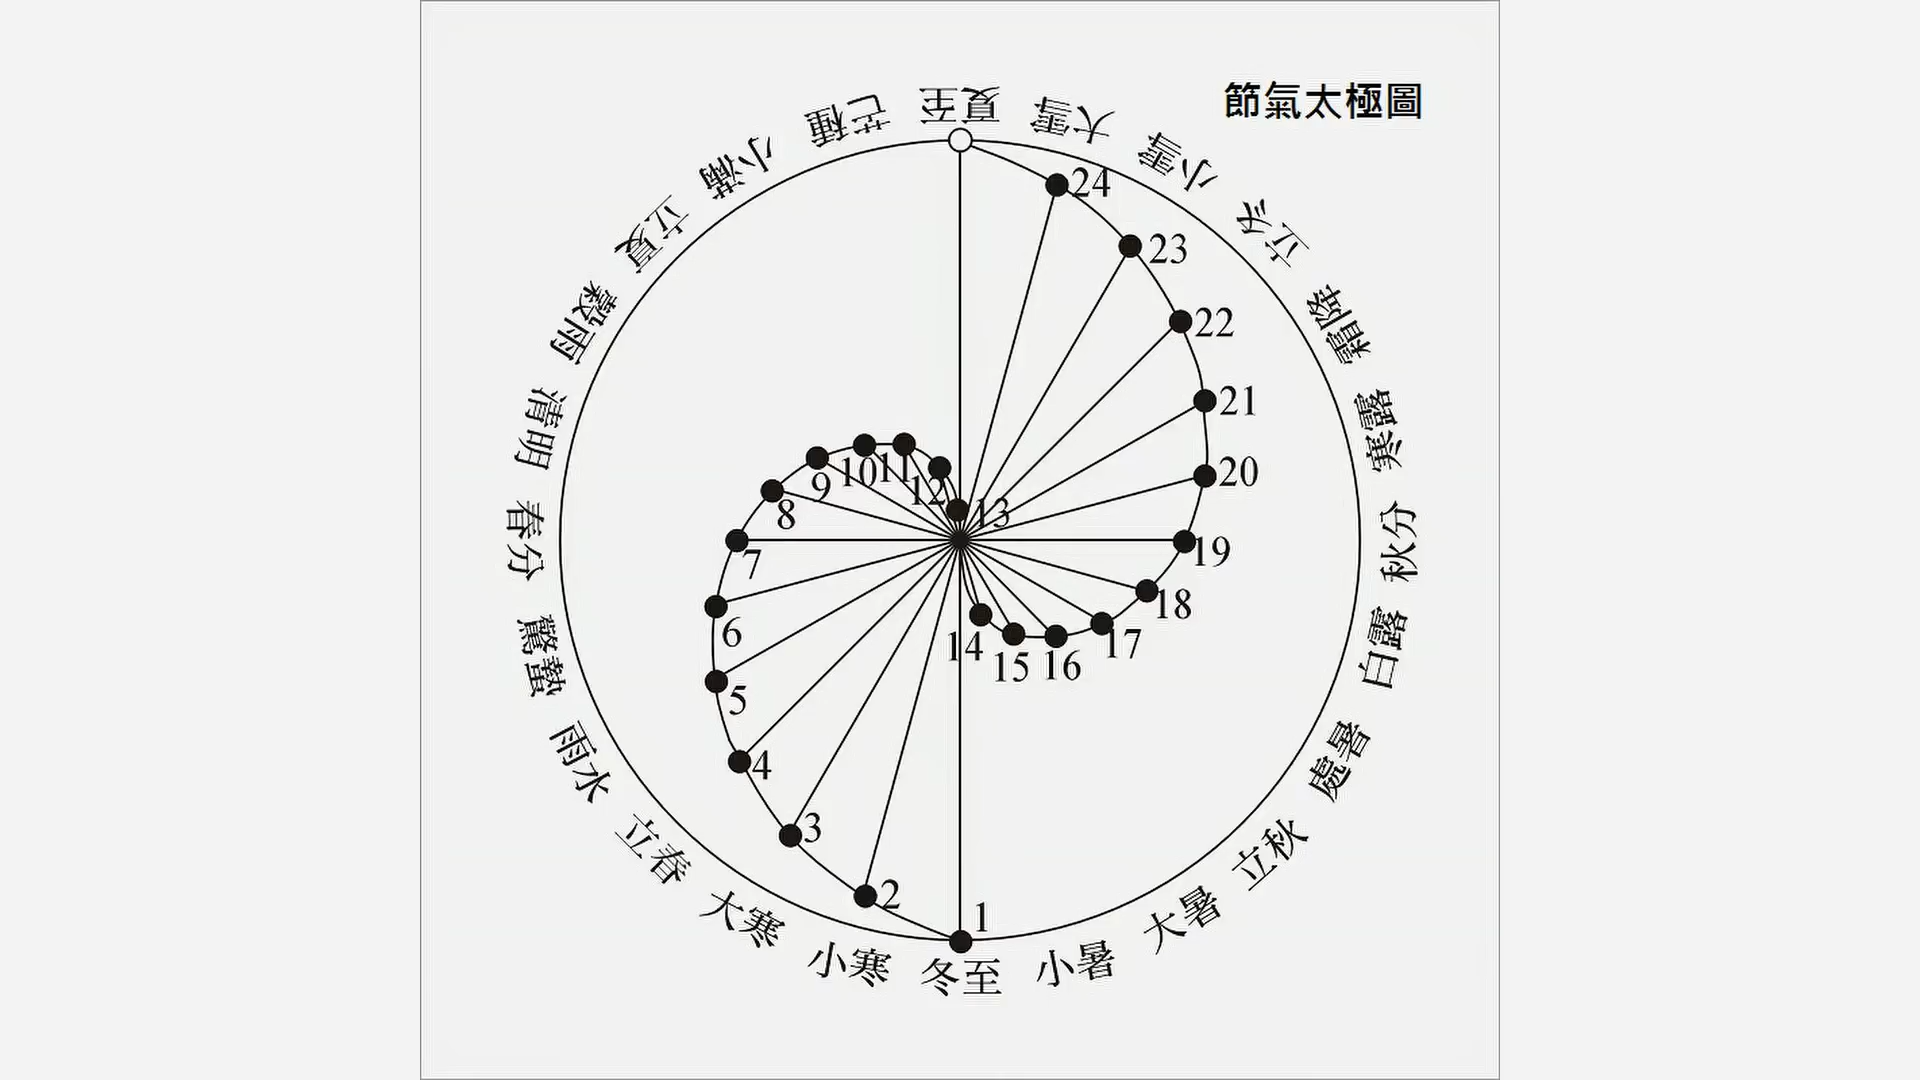 節氣太極圖
夏至
大雪
小雪
立冬
霜降
寒露
秋分
白露
處暑
立秋
大暑
小暑
冬至
小寒
大寒
立春
雨水
驚蟄
春分
清明
穀雨
立夏
小滿
芒種
1
2
3
4
5
6
7
8
9
10
11
12
13
14
15
16
17
18
19
20
21
22
23
24